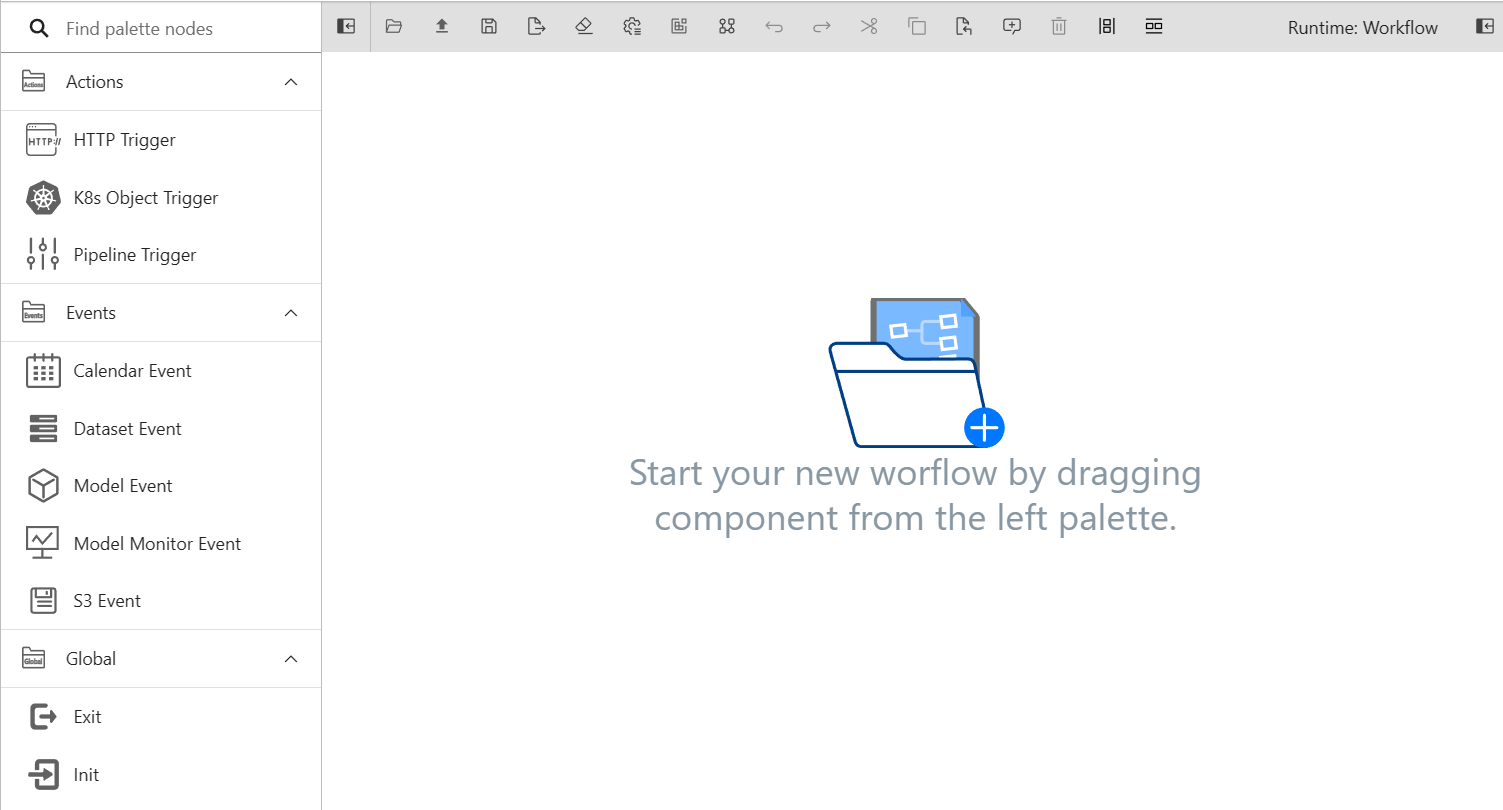 Find palette nodes
Runtime: Workflow
Actions
Actions
HTTP://
HTTP Trigger
K8s Object Trigger
Pipeline Trigger
Events
Events
Calendar Event
Dataset Event
Model Event
Model Monitor Event
S3 Event
Global
Global
Exit
Init
Start your new worflow by dragging
component from the left palette.